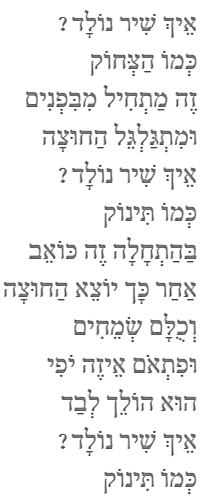 אֵיךְ שִׁיר נוֹלָד?
כְּמוֹ הַצְּחוֹק
זֶה מַתְחִיל מִבִּפְנִים
וּמִתְגַּלְגֵּל הַחוּצָה
אֵיךְ שִׁיר נוֹלָד?
כְּמוֹ תִּינוֹק
בַּהַתְחָלָה זֶה כּוֹאֵב
אַחַר כָּךְ יוֹצֵא הַחוּצָה
וְכֻלָּם שְׂמֵחִים
וּפִתְאֹם אֵיזֶה יֹפִי
הוּא הוֹלֵךְ לְבַד
אֵיךְ שִׁיר נוֹלָד?
כְּמוֹ תִּינוֹק